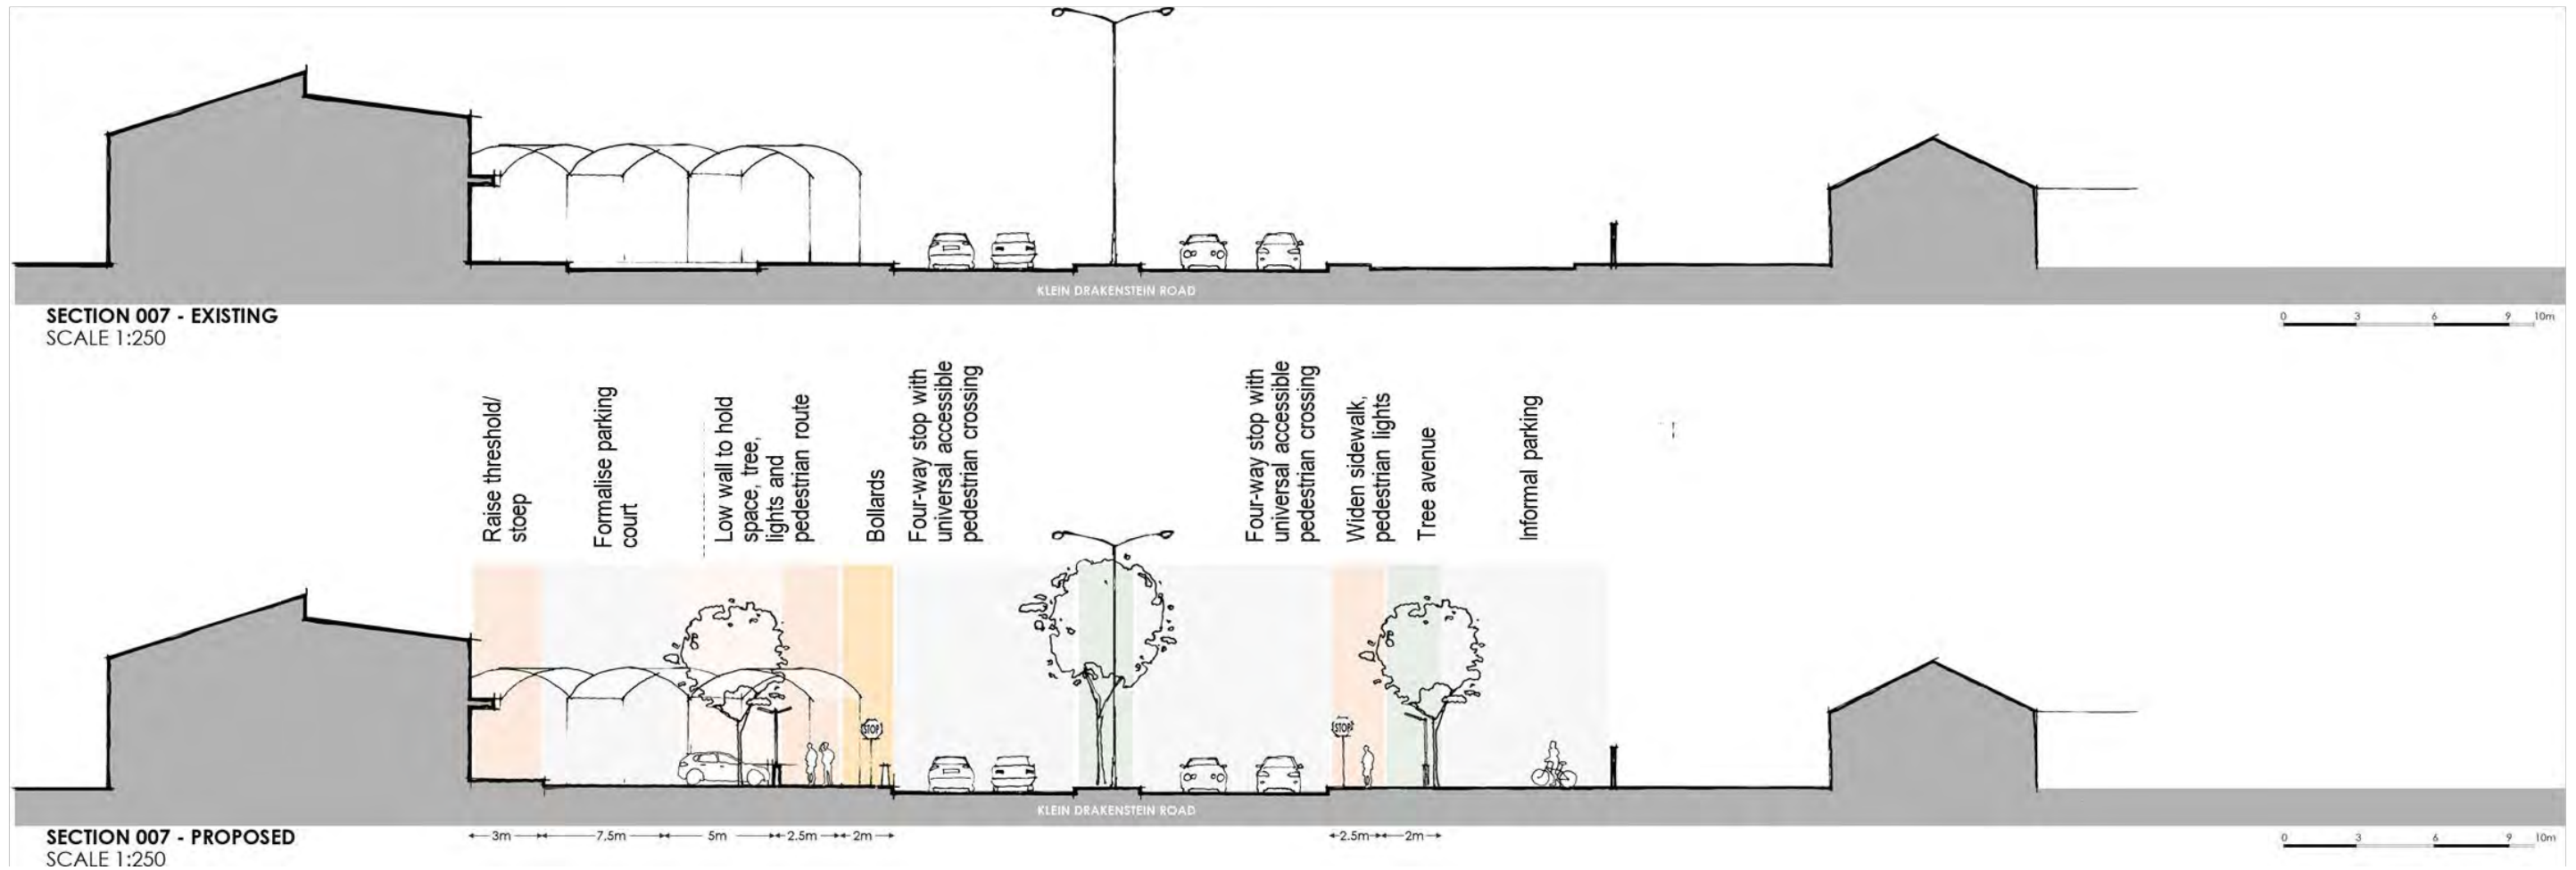 KLEIN DRAKENSTEIN ROAD
SECTION 007 - EXISTING
SCALE 1:250
0 3 6 9 10m
Raise threshold/
stoep
Formalise parking
court
Low wall to hold
space, tree,
lights and
pedestrian route
Bollards
Four-way stop with
universal accessible
pedestrian crossing
Four-way stop with
universal accessible
pedestrian crossing
Widen sidewalk,
pedestrian lights
Tree avenue
Informal parking
STOP
STOP
KLEIN DRAKENSTEIN ROAD
SECTION 007 - PROPOSED
SCALE 1:250
3m 7,5m 5m 2.5m 2m 2.5m 2m
0 3 6 9 10m